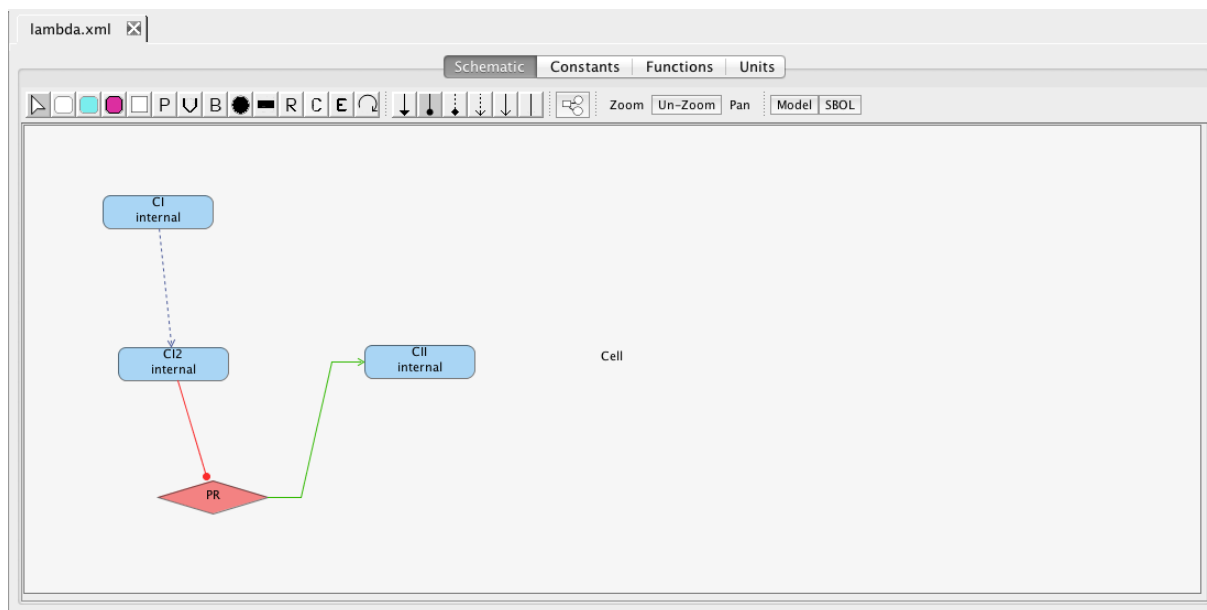 lambda.xml
Schematic Constants Functions Units
P V B R C E Zoom Un-Zoom Pan Model SBOL
CI
internal
CI2
internal
CII
internal
Cell
PR